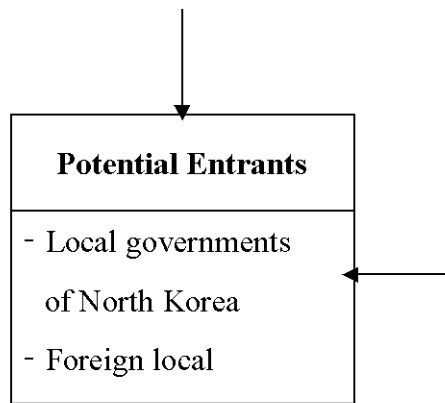 Potential Entrants
- Local governments
of North Korea
- Foreign local